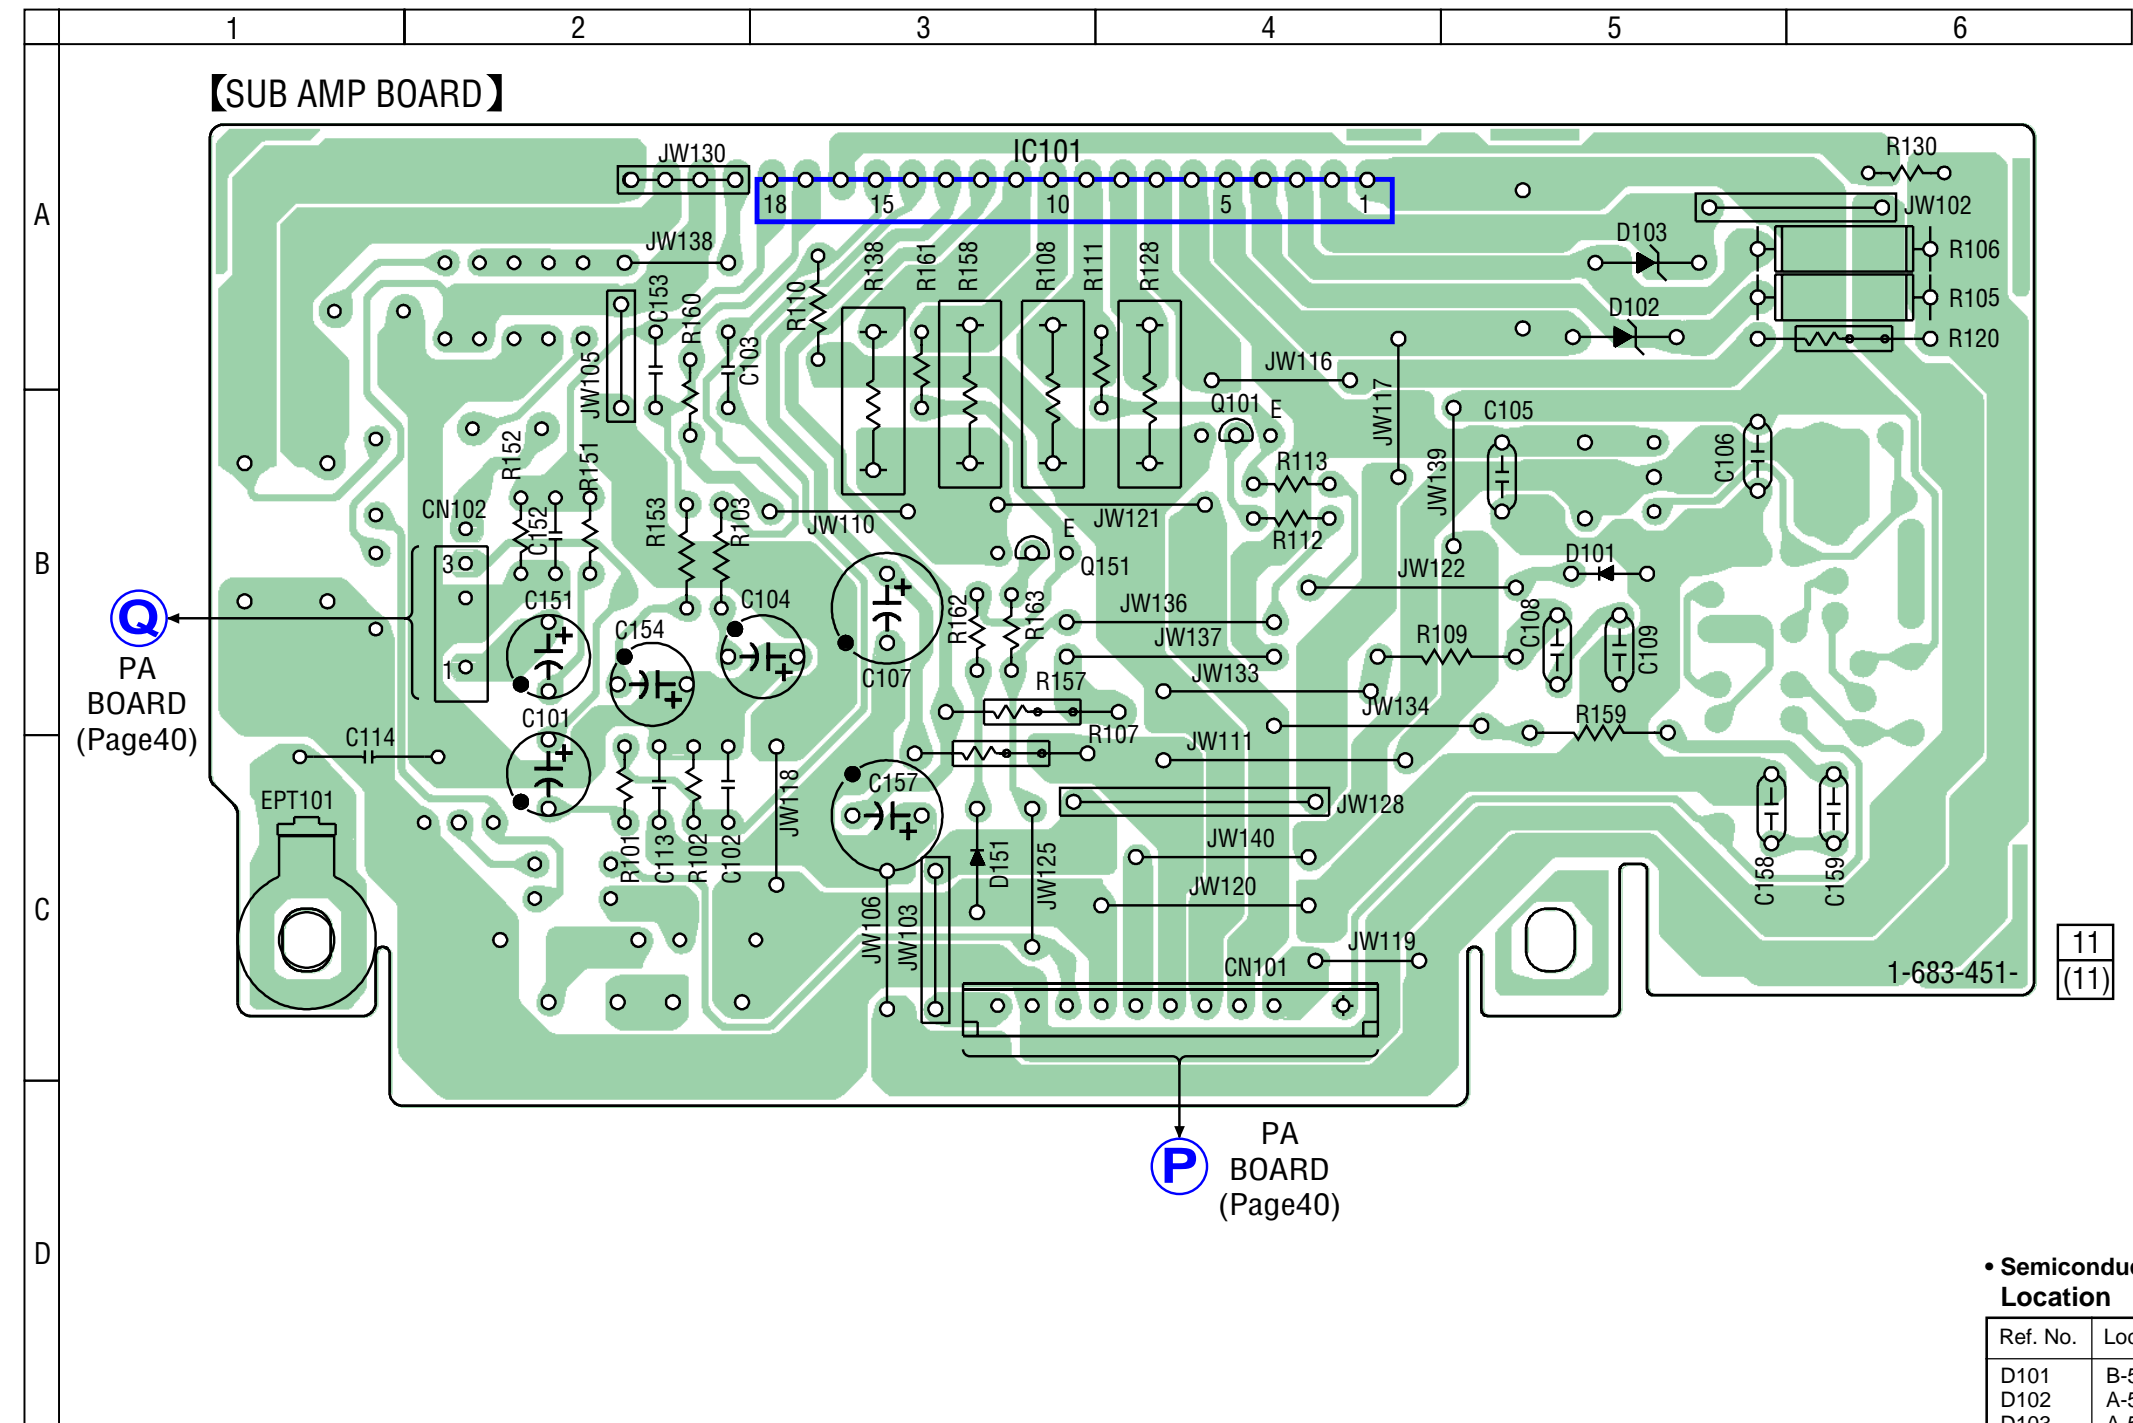 1 2 3 4 5 6
【SUB AMP BOARD】
A
B
C
D
JW130
IC101
R130
18 15 10 5 1
JW102
JW138
D103
R106
R138
R161
R158
R108
R111
R128
C153
R160
R110
D102
R105
JW105
C103
R120
JW116
JW117
Q101 E
C105
R152
R151
JW139
C106
R113
CN102
C152
R153
R103
JW110
JW121
R112
E
Q151
D101
3
JW122
Q
C151
C104
JW136
C154
R162
R163
JW137
R109
C108
C109
PA
BOARD
(Page40)
1
C107
JW133
R157
JW134
C101
R159
C114
R107
JW111
EPT101
C157
JW118
JW128
R101
C113
R102
C102
D151
JW125
JW140
C158
C159
JW120
JW106
JW103
JW119
CN101
1-683-451-
11
(11)
P
PA
BOARD
(Page40)
• Semicondu
Location
Ref. No. Loc
D101 B-5
D102 A-5
D103 A-5